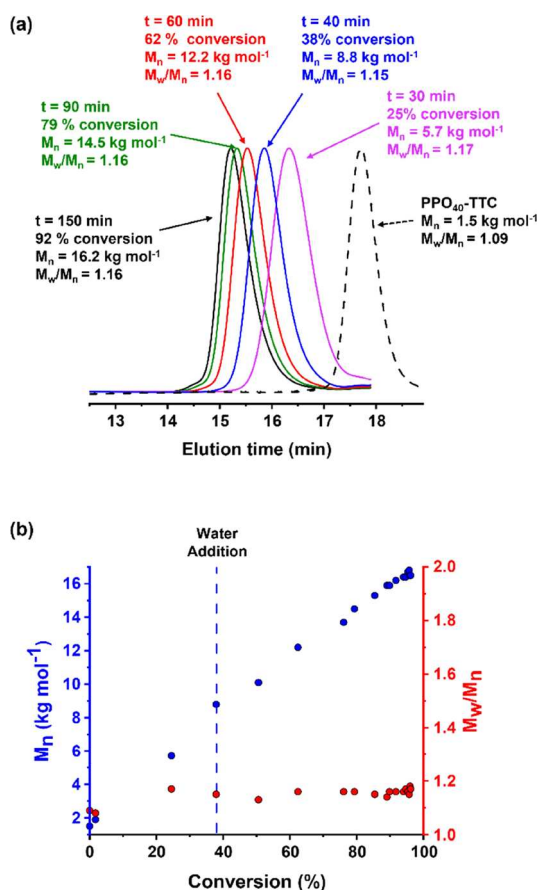 (a)
t = 60 min
62 % conversion
Mn = 12.2 kg mol⁻¹
Mw/Mn = 1.16
t = 40 min
38% conversion
Mn = 8.8 kg mol⁻¹
Mw/Mn = 1.15
t = 90 min
79 % conversion
Mn = 14.5 kg mol⁻¹
Mw/Mn = 1.16
t = 30 min
25% conversion
Mn = 5.7 kg mol⁻¹
Mw/Mn = 1.17
t = 150 min
92 % conversion
Mn = 16.2 kg mol⁻¹
Mw/Mn = 1.16
PPO₄₀-TTC
Mn = 1.5 kg mol⁻¹
Mw/Mn = 1.09
13 14 15 16 17 18
Elution time (min)
(b)
Water
Addition
16
14
12
10
8
6
4
2
Mn (kg mol⁻¹)
2.0
1.8
1.6
1.4
1.2
1.0
Mw/Mn
0 20 40 60 80 100
Conversion (%)